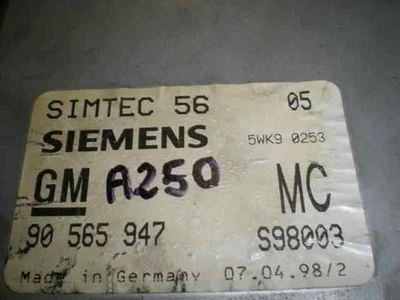 SIMTEC 56 05
SIEMENS 5WK9 0253
GM A250 MC
90 565 947 S98003
Made in Germany 07.04.98/2